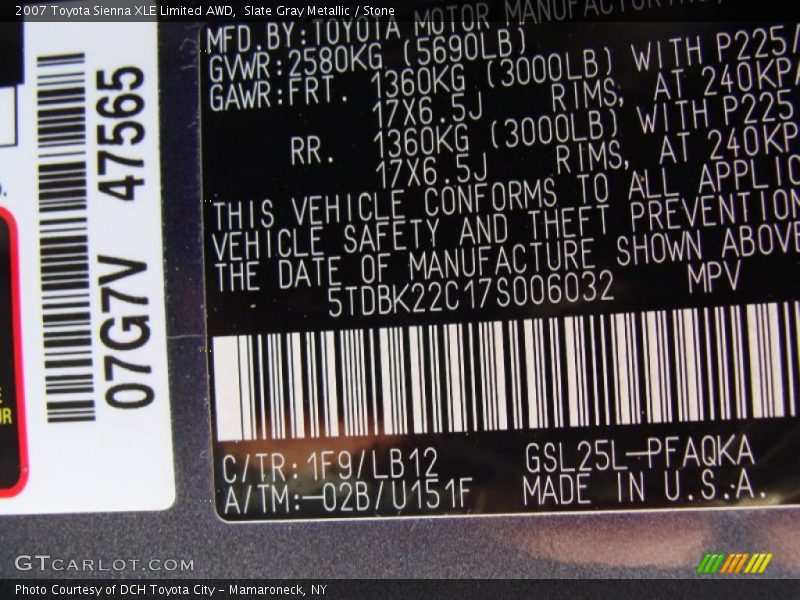 2007 Toyota Sienna XLE Limited AWD,  Slate Gray Metallic / Stone
MFD.BY:TOYOTA MOTOR MANUFACTURING,
GVWR:2580KG (5690LB)
GAWR:FRT. 1360KG (3000LB) WITH P225/
17X6.5J RIMS, AT 240KPA
RR. 1360KG (3000LB) WITH P225
17X6.5J RIMS, AT 240KP
THIS VEHICLE CONFORMS TO ALL APPLIC
VEHICLE SAFETY AND THEFT PREVENTION
THE DATE OF MANUFACTURE SHOWN ABOVE
5TDBK22C17S006032 MPV
C/TR:1F9/LB12 GSL25L-PFAQKA
A/TM:-02B/U151F MADE IN U.S.A.
07G7V 47565
GTCARLOT.COM
Photo Courtesy of DCH Toyota City - Mamaroneck, NY